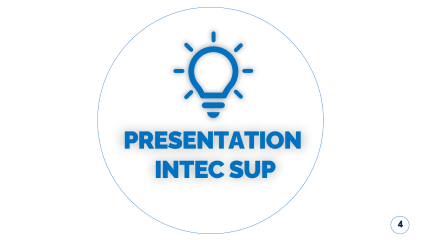 PRESENTATION
INTEC SUP
4